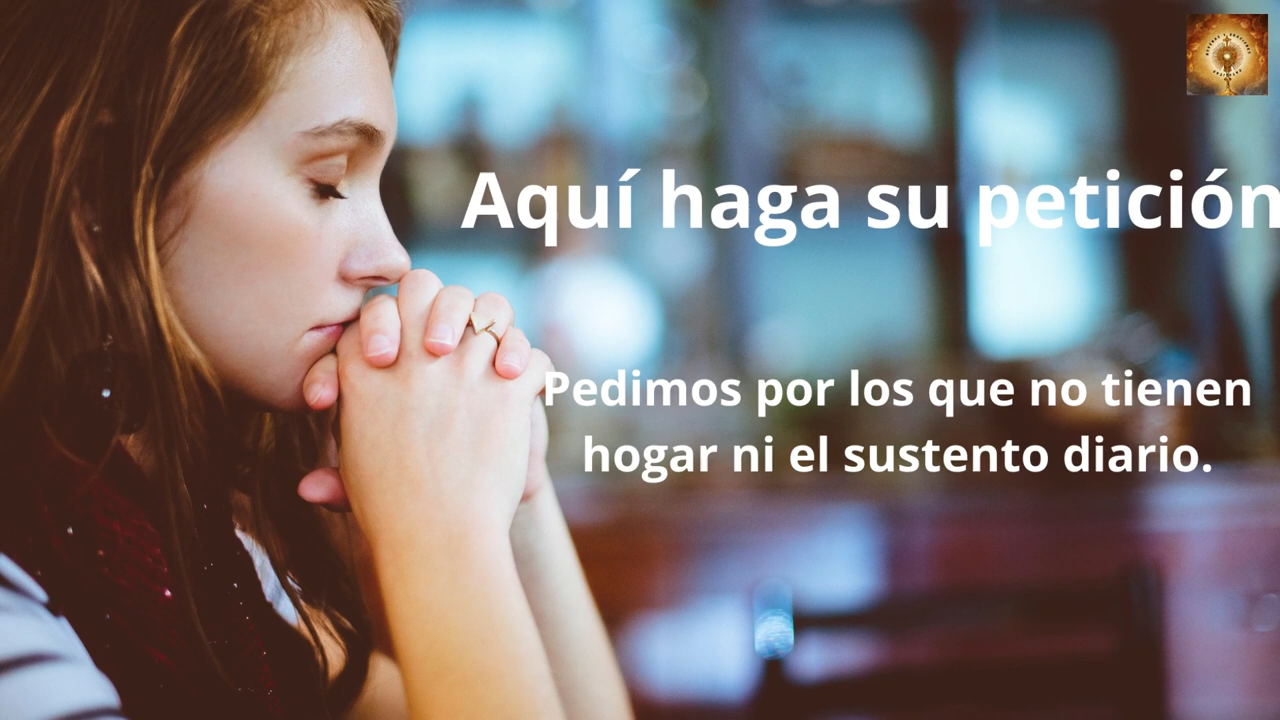 Aquí haga su petición
Pedimos por los que no tienen
hogar ni el sustento diario.